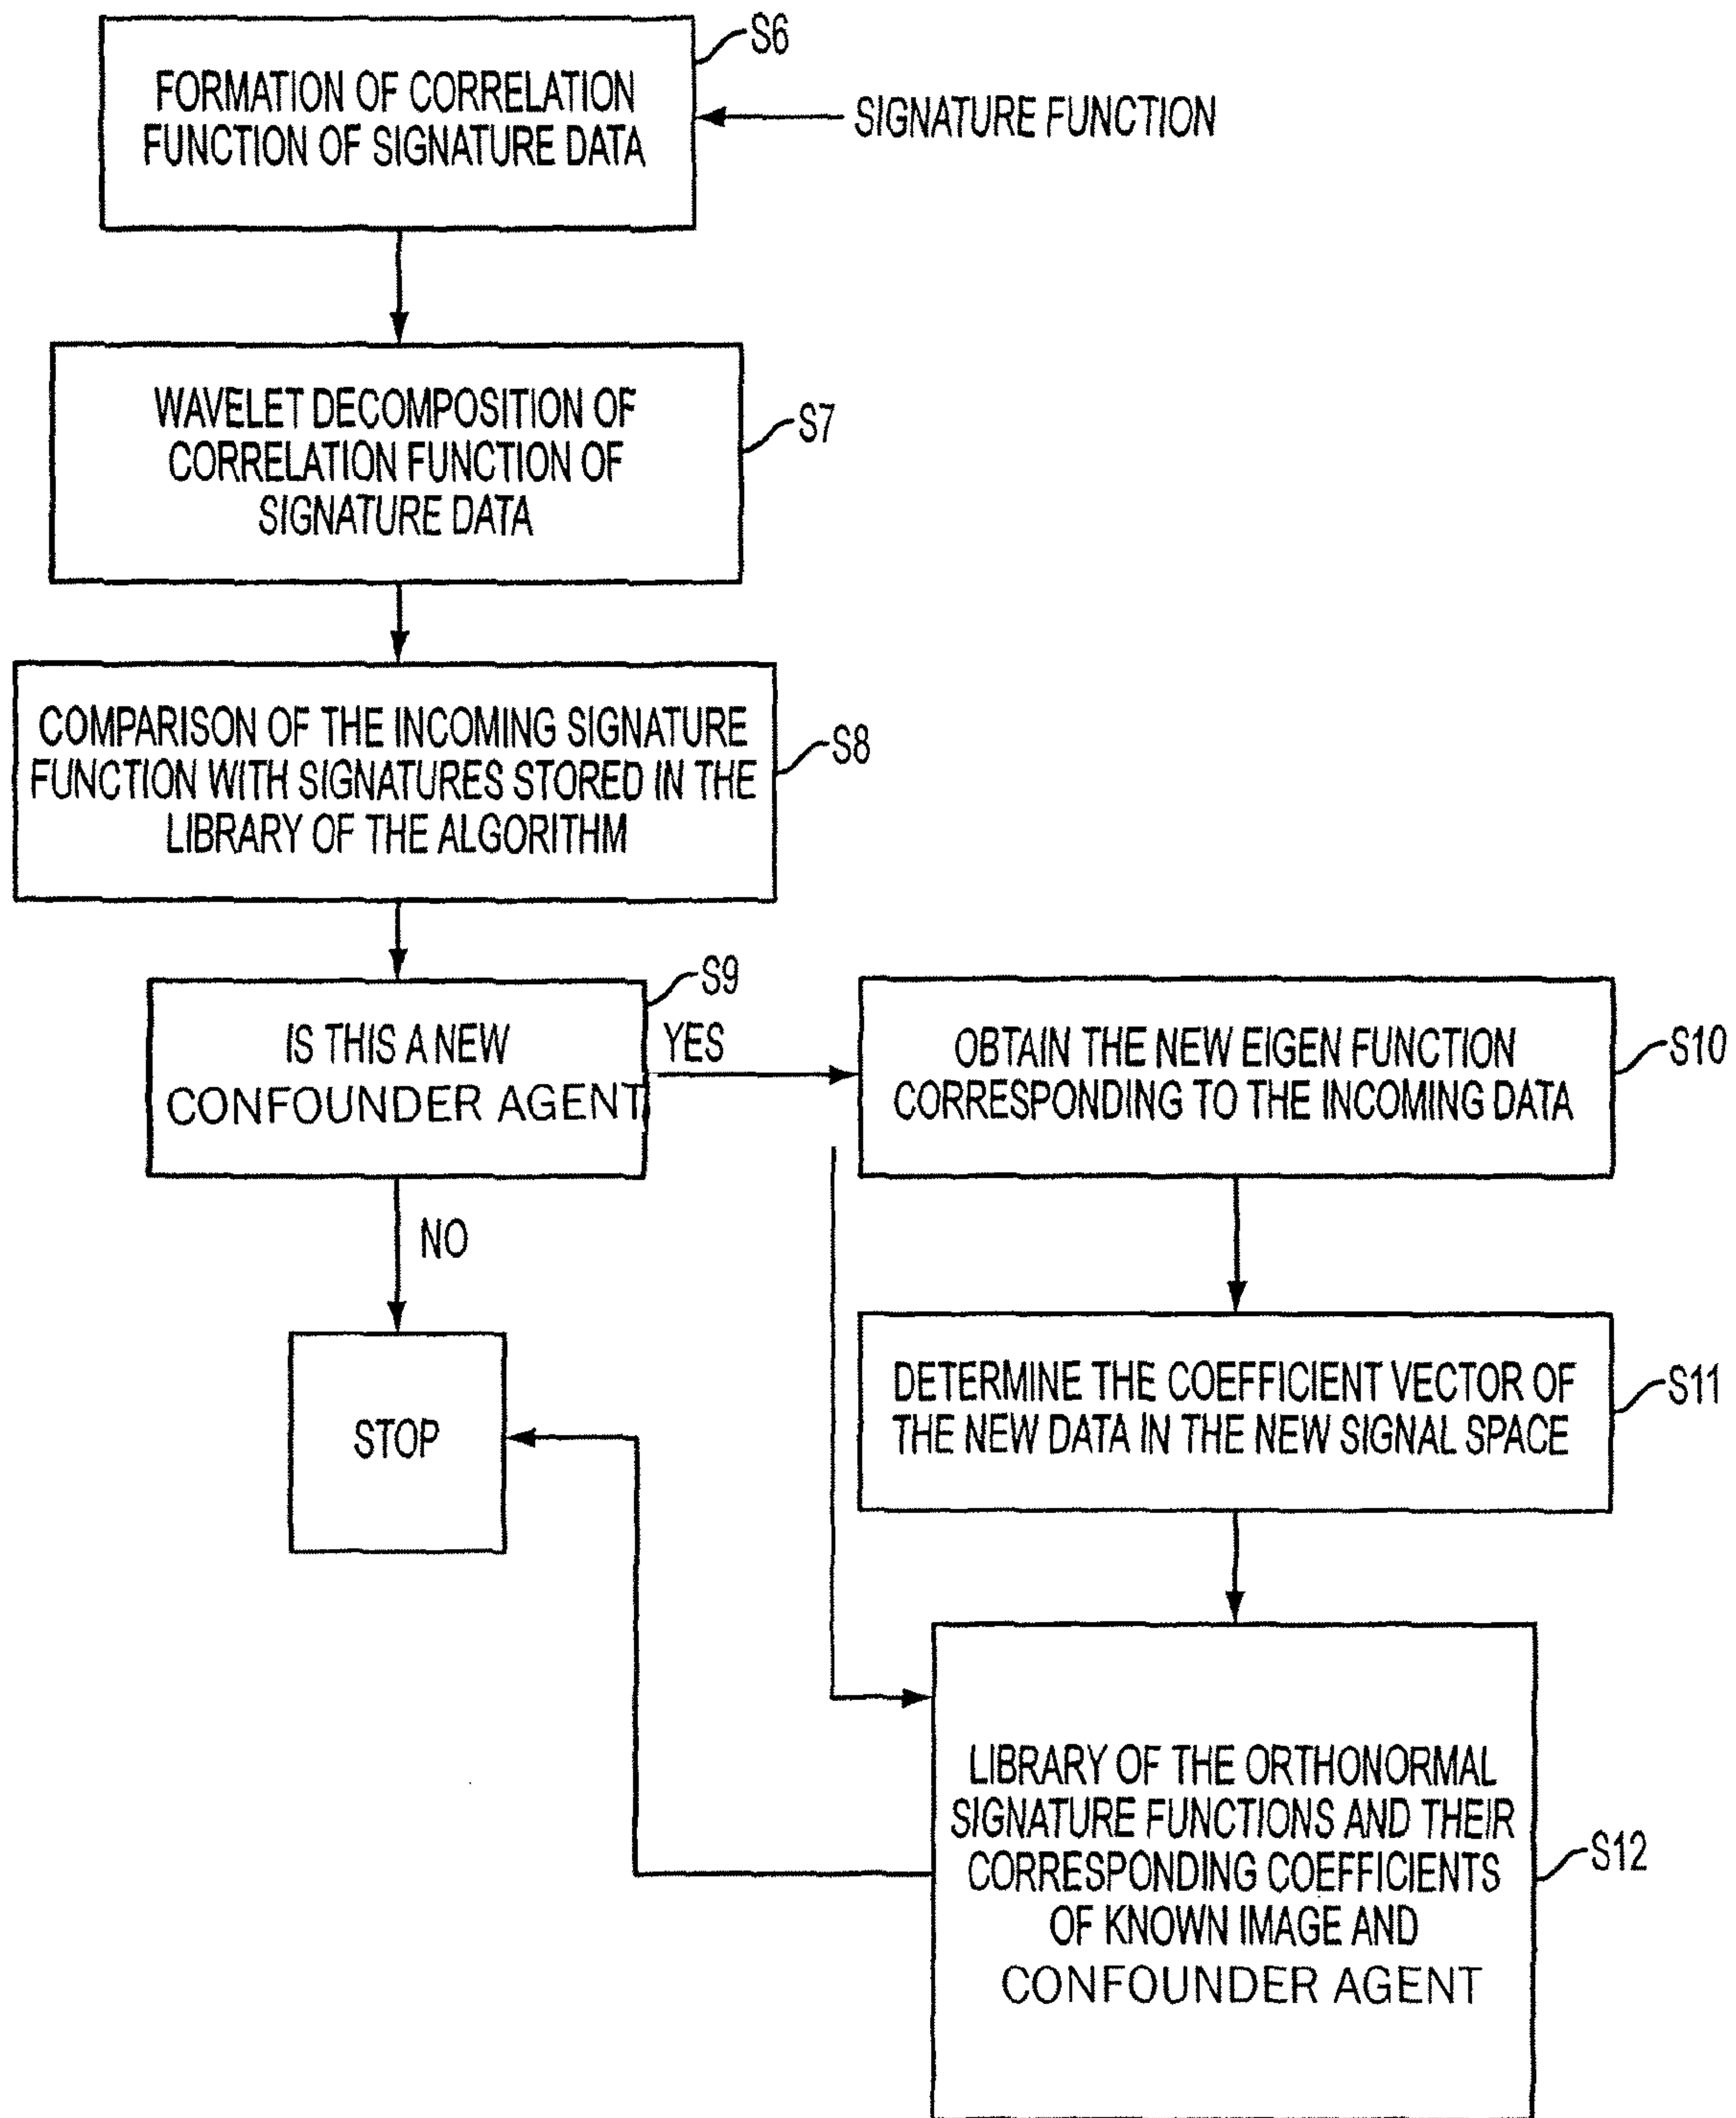 S6
FORMATION OF CORRELATION
FUNCTION OF SIGNATURE DATA
SIGNATURE FUNCTION
WAVELET DECOMPOSITION OF
CORRELATION FUNCTION OF
SIGNATURE DATA
S7
COMPARISON OF THE INCOMING SIGNATURE
FUNCTION WITH SIGNATURES STORED IN THE
LIBRARY OF THE ALGORITHM
S8
S9
IS THIS A NEW
CONFOUNDER AGENT
YES
NO
STOP
OBTAIN THE NEW EIGEN FUNCTION
CORRESPONDING TO THE INCOMING DATA
S10
DETERMINE THE COEFFICIENT VECTOR OF
THE NEW DATA IN THE NEW SIGNAL SPACE
S11
LIBRARY OF THE ORTHONORMAL
SIGNATURE FUNCTIONS AND THEIR
CORRESPONDING COEFFICIENTS
OF KNOWN IMAGE AND
CONFOUNDER AGENT
S12